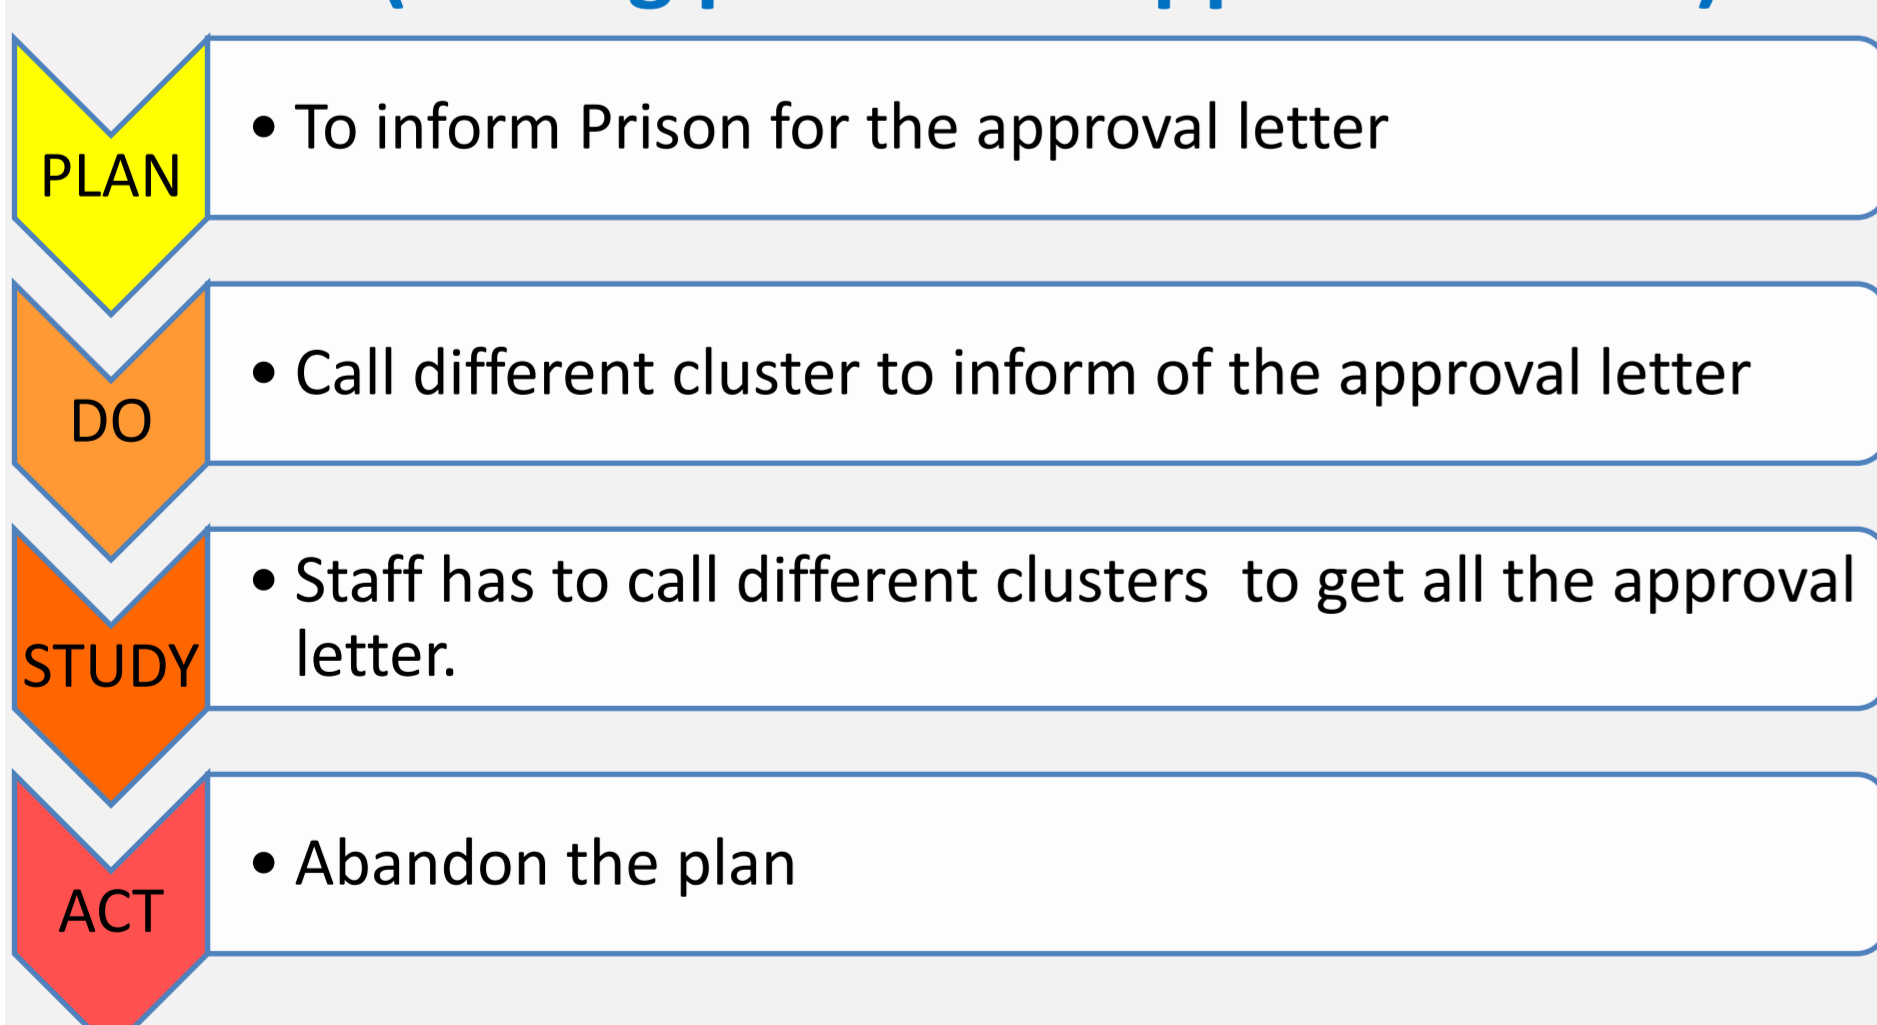 PLAN
• To inform Prison for the approval letter
DO
• Call different cluster to inform of the approval letter
STUDY
• Staff has to call different clusters  to get all the approval
letter.
ACT
• Abandon the plan